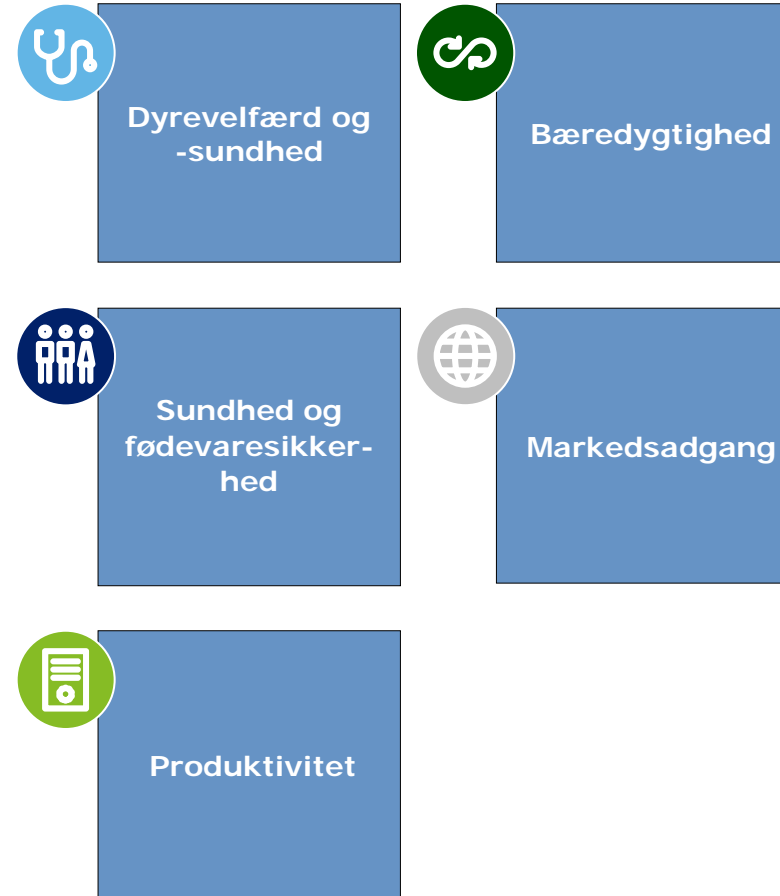 Dyrevelfærd og
-sundhed
Bæredygtighed
Sundhed og
fødevaresikker-
hed
Markedsadgang
Produktivitet